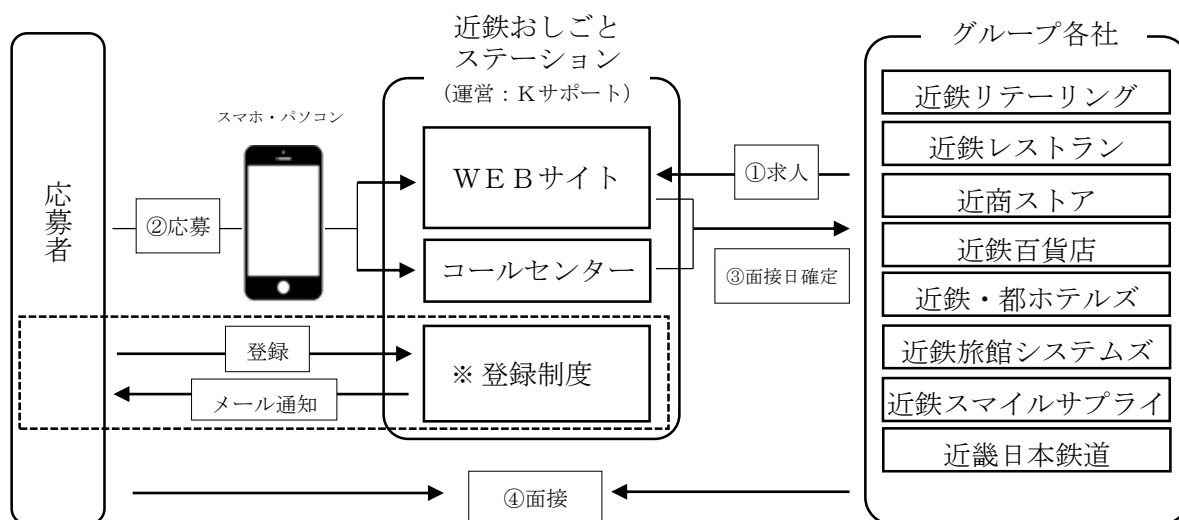 近鉄おしごと
ステーション
(運営：Ｋサポート)
グループ各社
スマホ・パソコン
応募者
②応募
ＷＥＢサイト
コールセンター
①求人
③面接日確定
登録
メール通知
※ 登録制度
④面接
近鉄リテーリング
近鉄レストラン
近商ストア
近鉄百貨店
近鉄・都ホテルズ
近鉄旅館システムズ
近鉄スマイルサプライ
近畿日本鉄道